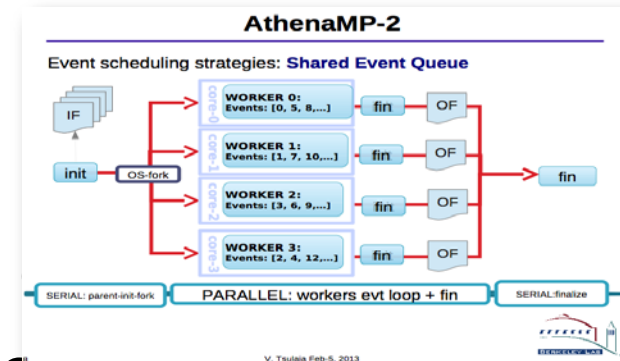 AthenaMP-2
Event scheduling strategies: Shared Event Queue
IF
init
OS-fork
core-0
WORKER 0:
Events: [0, 5, 8,...]
fin
OF
core-1
WORKER 1:
Events: [1, 7, 10,...]
fin
OF
core-2
WORKER 2:
Events: [3, 6, 9,...]
fin
OF
core-3
WORKER 3:
Events: [2, 4, 12,...]
fin
OF
fin
SERIAL: parent-init-fork
PARALLEL: workers evt loop + fin
SERIAL:finalize
BERKELEY LAB
V. Tsulaia Feb-5, 2013